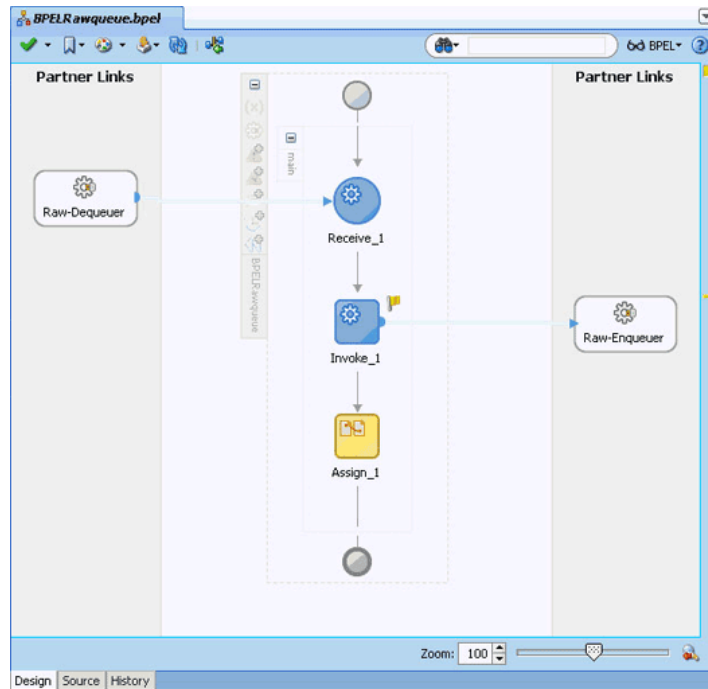 BPELRawqueue.bpel
BPEL
Partner Links
Partner Links
main
Raw-Dequeuer
Receive_1
BPELRawqueue
Raw-Enqueuer
Invoke_1
Assign_1
Zoom: 100
Design Source History